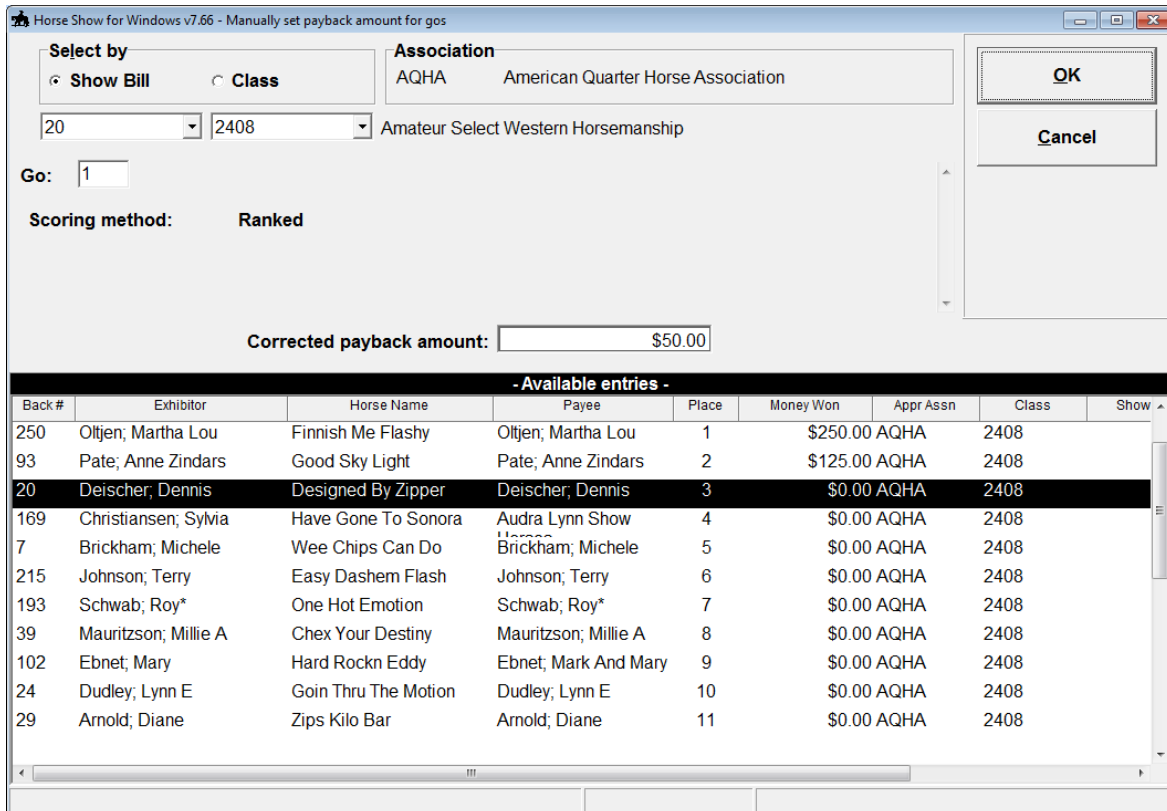 Horse Show for Windows v7.66 - Manually set payback amount for gos
Select by
Show Bill Class
Association
AQHA American Quarter Horse Association
OK
20 2408 Amateur Select Western Horsemanship
Cancel
Go: 1
Scoring method: Ranked
Corrected payback amount: $50.00
- Available entries -
Back # Exhibitor Horse Name Payee Place Money Won Appr Assn Class Show
250 Oltjen; Martha Lou Finnish Me Flashy Oltjen; Martha Lou 1 $250.00 AQHA 2408
93 Pate; Anne Zindars Good Sky Light Pate; Anne Zindars 2 $125.00 AQHA 2408
20 Deischer; Dennis Designed By Zipper Deischer; Dennis 3 $0.00 AQHA 2408
169 Christiansen; Sylvia Have Gone To Sonora Audra Lynn Show 4 $0.00 AQHA 2408
7 Brickham; Michele Wee Chips Can Do Brickham; Michele 5 $0.00 AQHA 2408
215 Johnson; Terry Easy Dashem Flash Johnson; Terry 6 $0.00 AQHA 2408
193 Schwab; Roy* One Hot Emotion Schwab; Roy* 7 $0.00 AQHA 2408
39 Mauritzson; Millie A Chex Your Destiny Mauritzson; Millie A 8 $0.00 AQHA 2408
102 Ebnet; Mary Hard Rockn Eddy Ebnet; Mark And Mary 9 $0.00 AQHA 2408
24 Dudley; Lynn E Goin Thru The Motion Dudley; Lynn E 10 $0.00 AQHA 2408
29 Arnold; Diane Zips Kilo Bar Arnold; Diane 11 $0.00 AQHA 2408